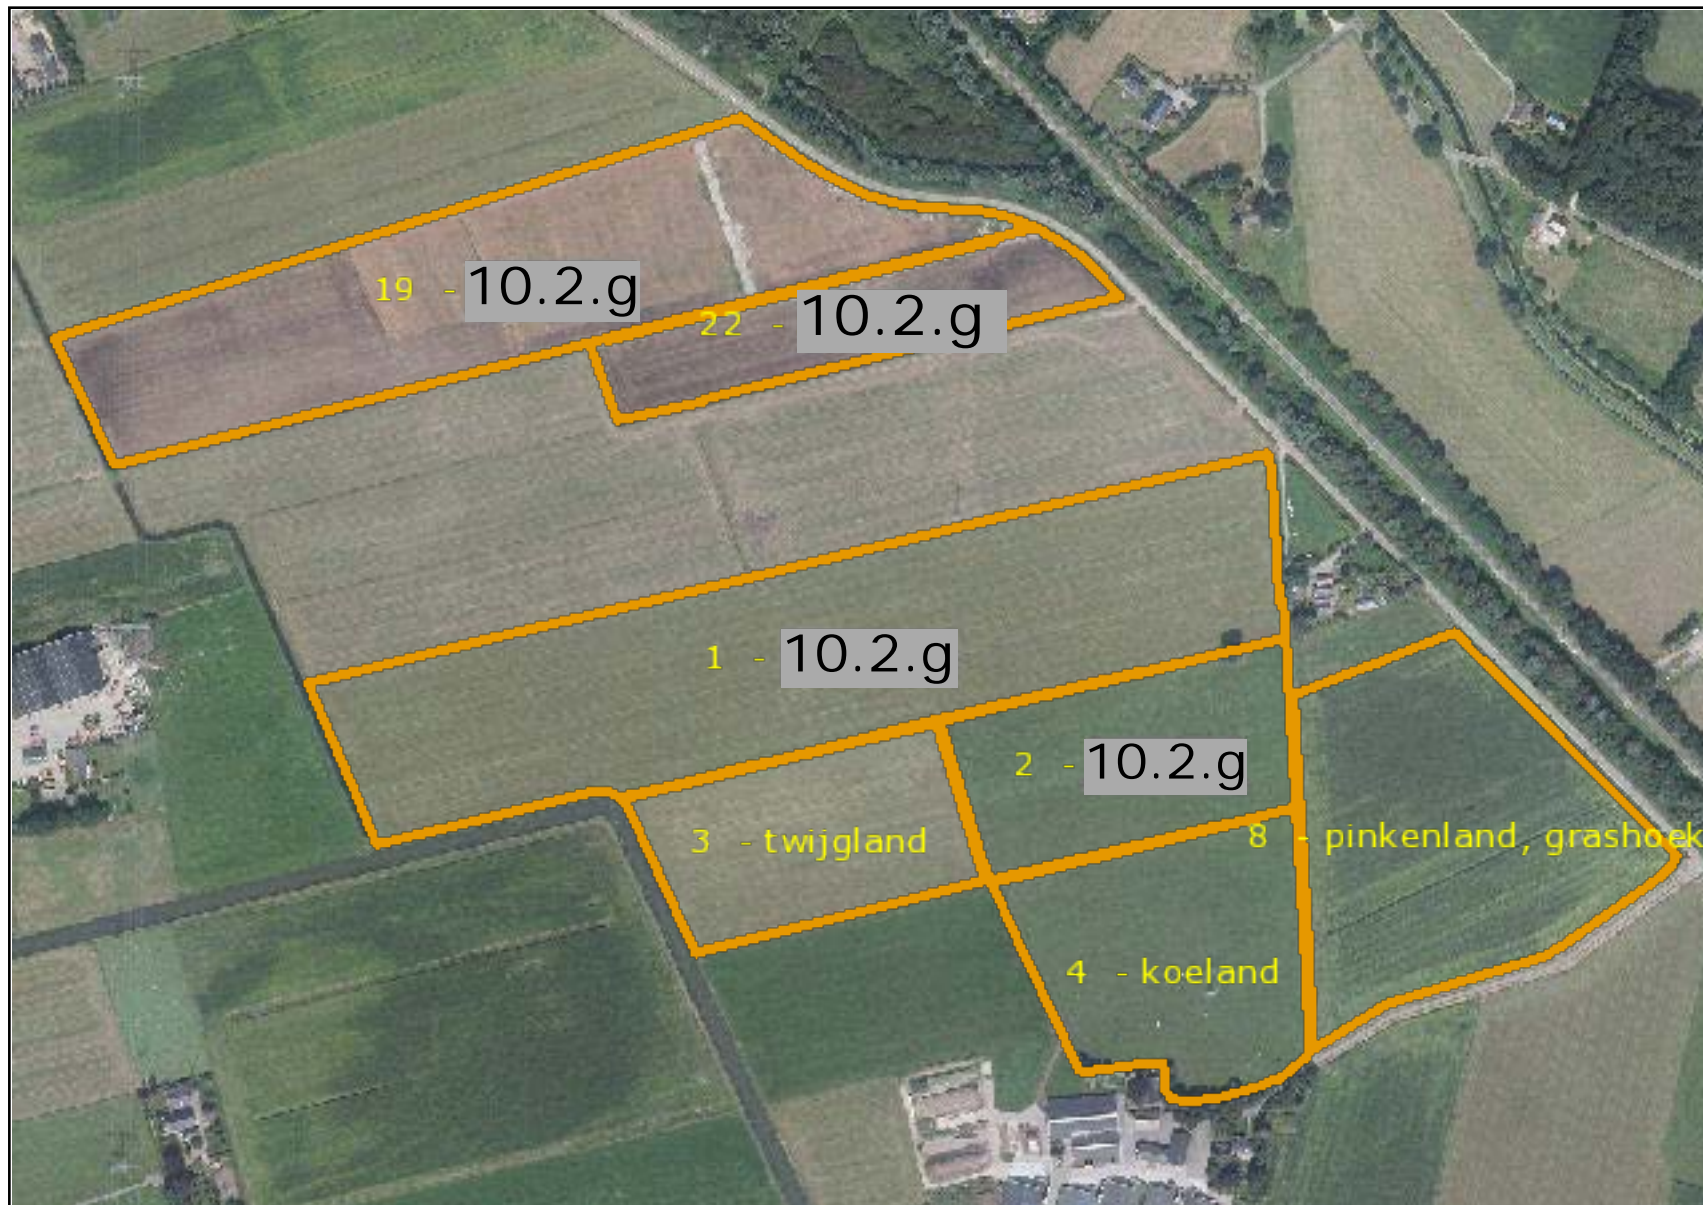 19 - 10.2.g
22 - 10.2.g
1 - 10.2.g
2 - 10.2.g
3 - twijgland
8 - pinkenland, grashoek
4 - koeland